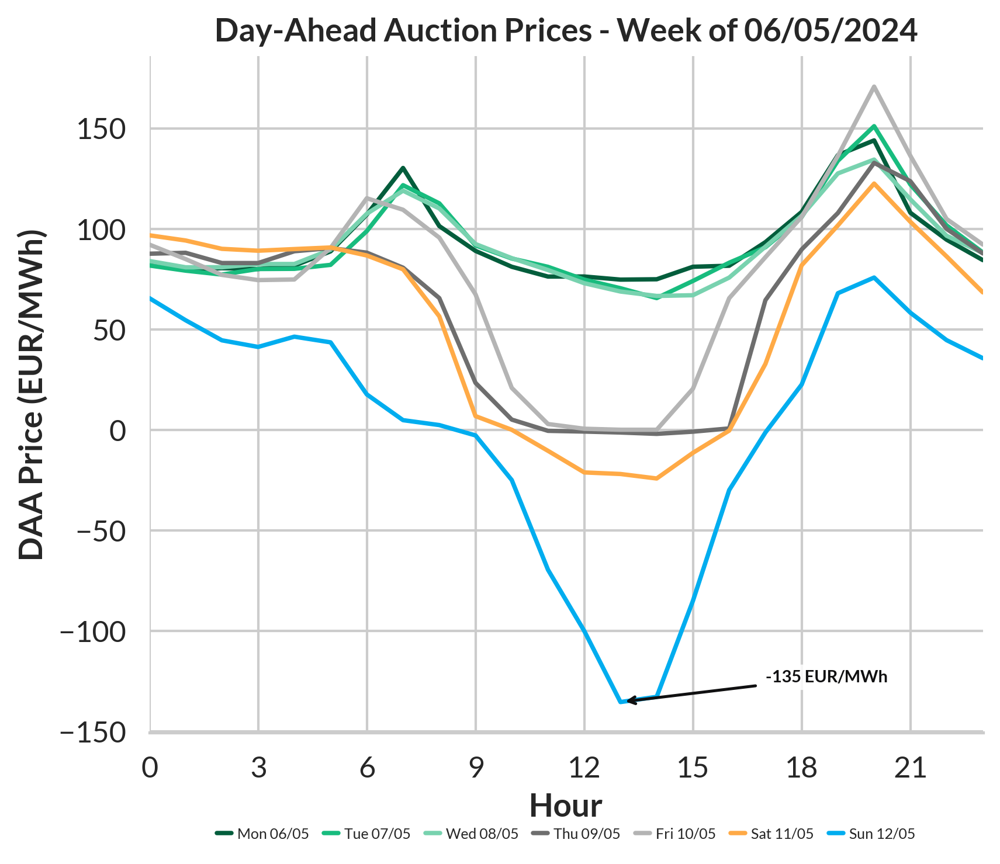 Day-Ahead Auction Prices - Week of 06/05/2024
DAA Price (EUR/MWh)
150
100
50
0
−50
−100
−150
-135 EUR/MWh
0 3 6 9 12 15 18 21
Hour
Mon 06/05 Tue 07/05 Wed 08/05 Thu 09/05 Fri 10/05 Sat 11/05 Sun 12/05